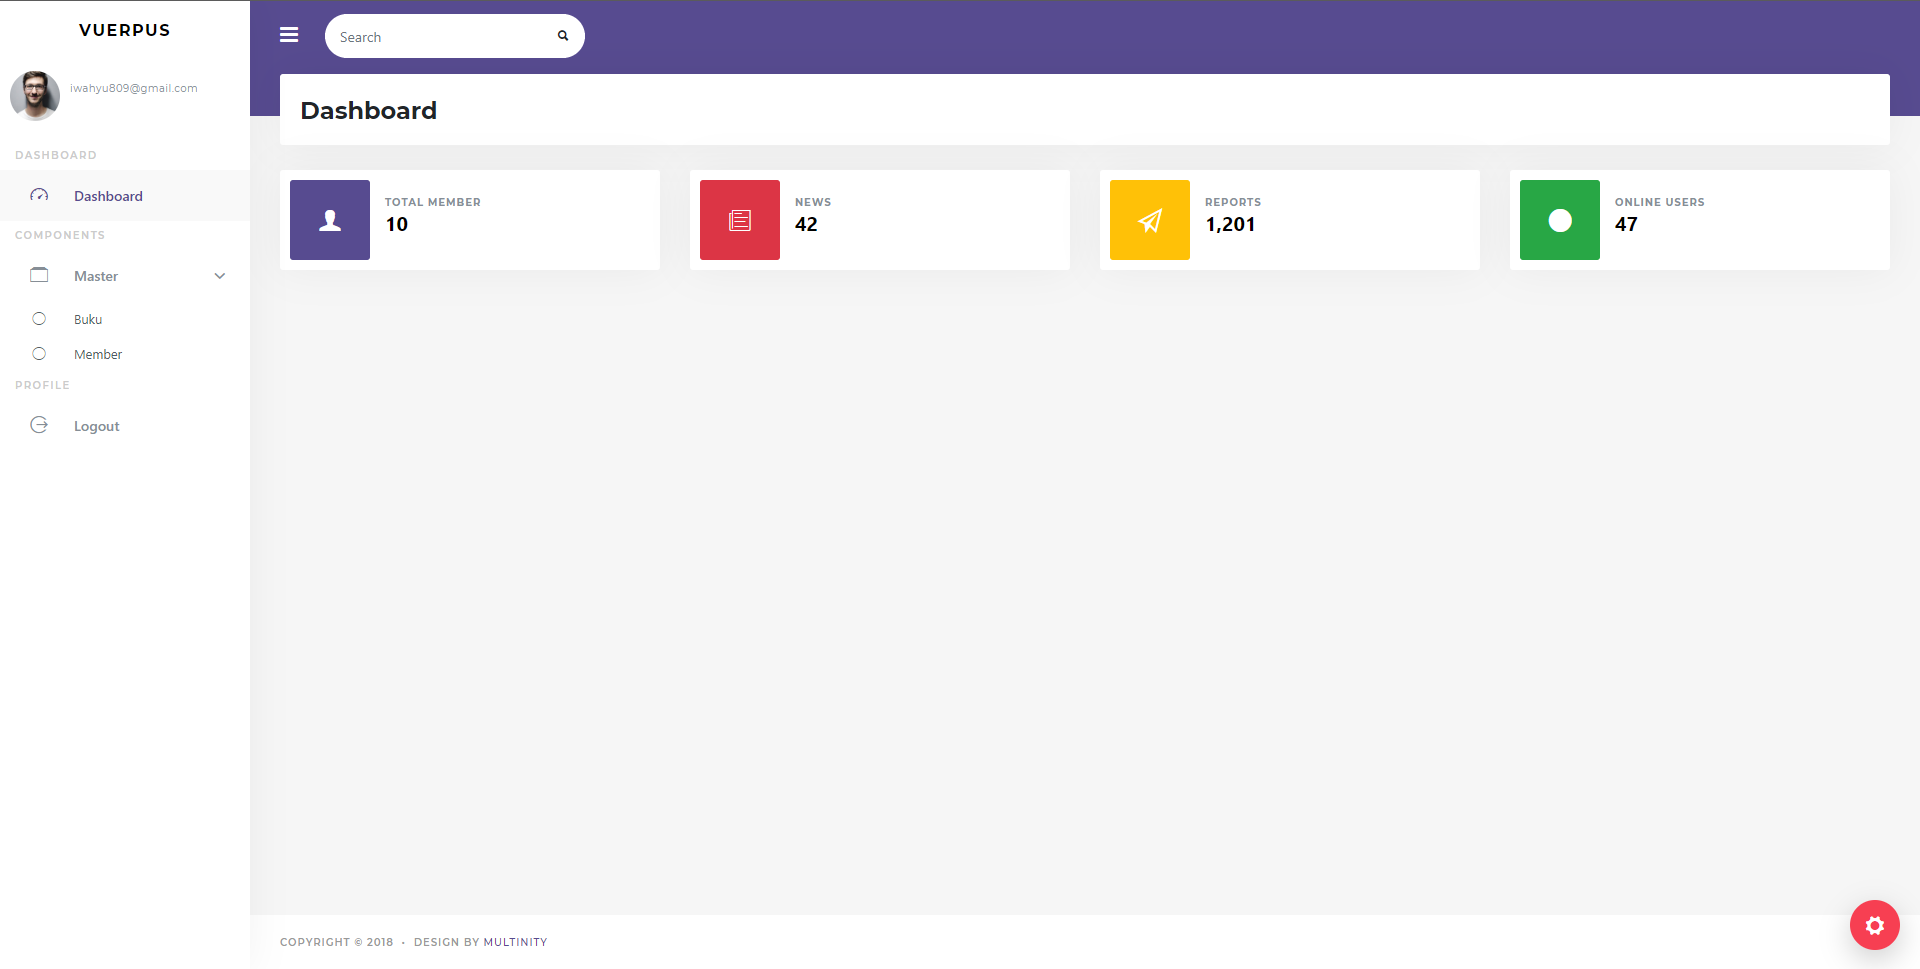 VUERPUS
iwahyu809@gmail.com
DASHBOARD
Dashboard
COMPONENTS
Master
Buku
Member
PROFILE
Logout
Search
Dashboard
TOTAL MEMBER
10
NEWS
42
REPORTS
1,201
ONLINE USERS
47
COPYRIGHT © 2018 • DESIGN BY MULTINITY